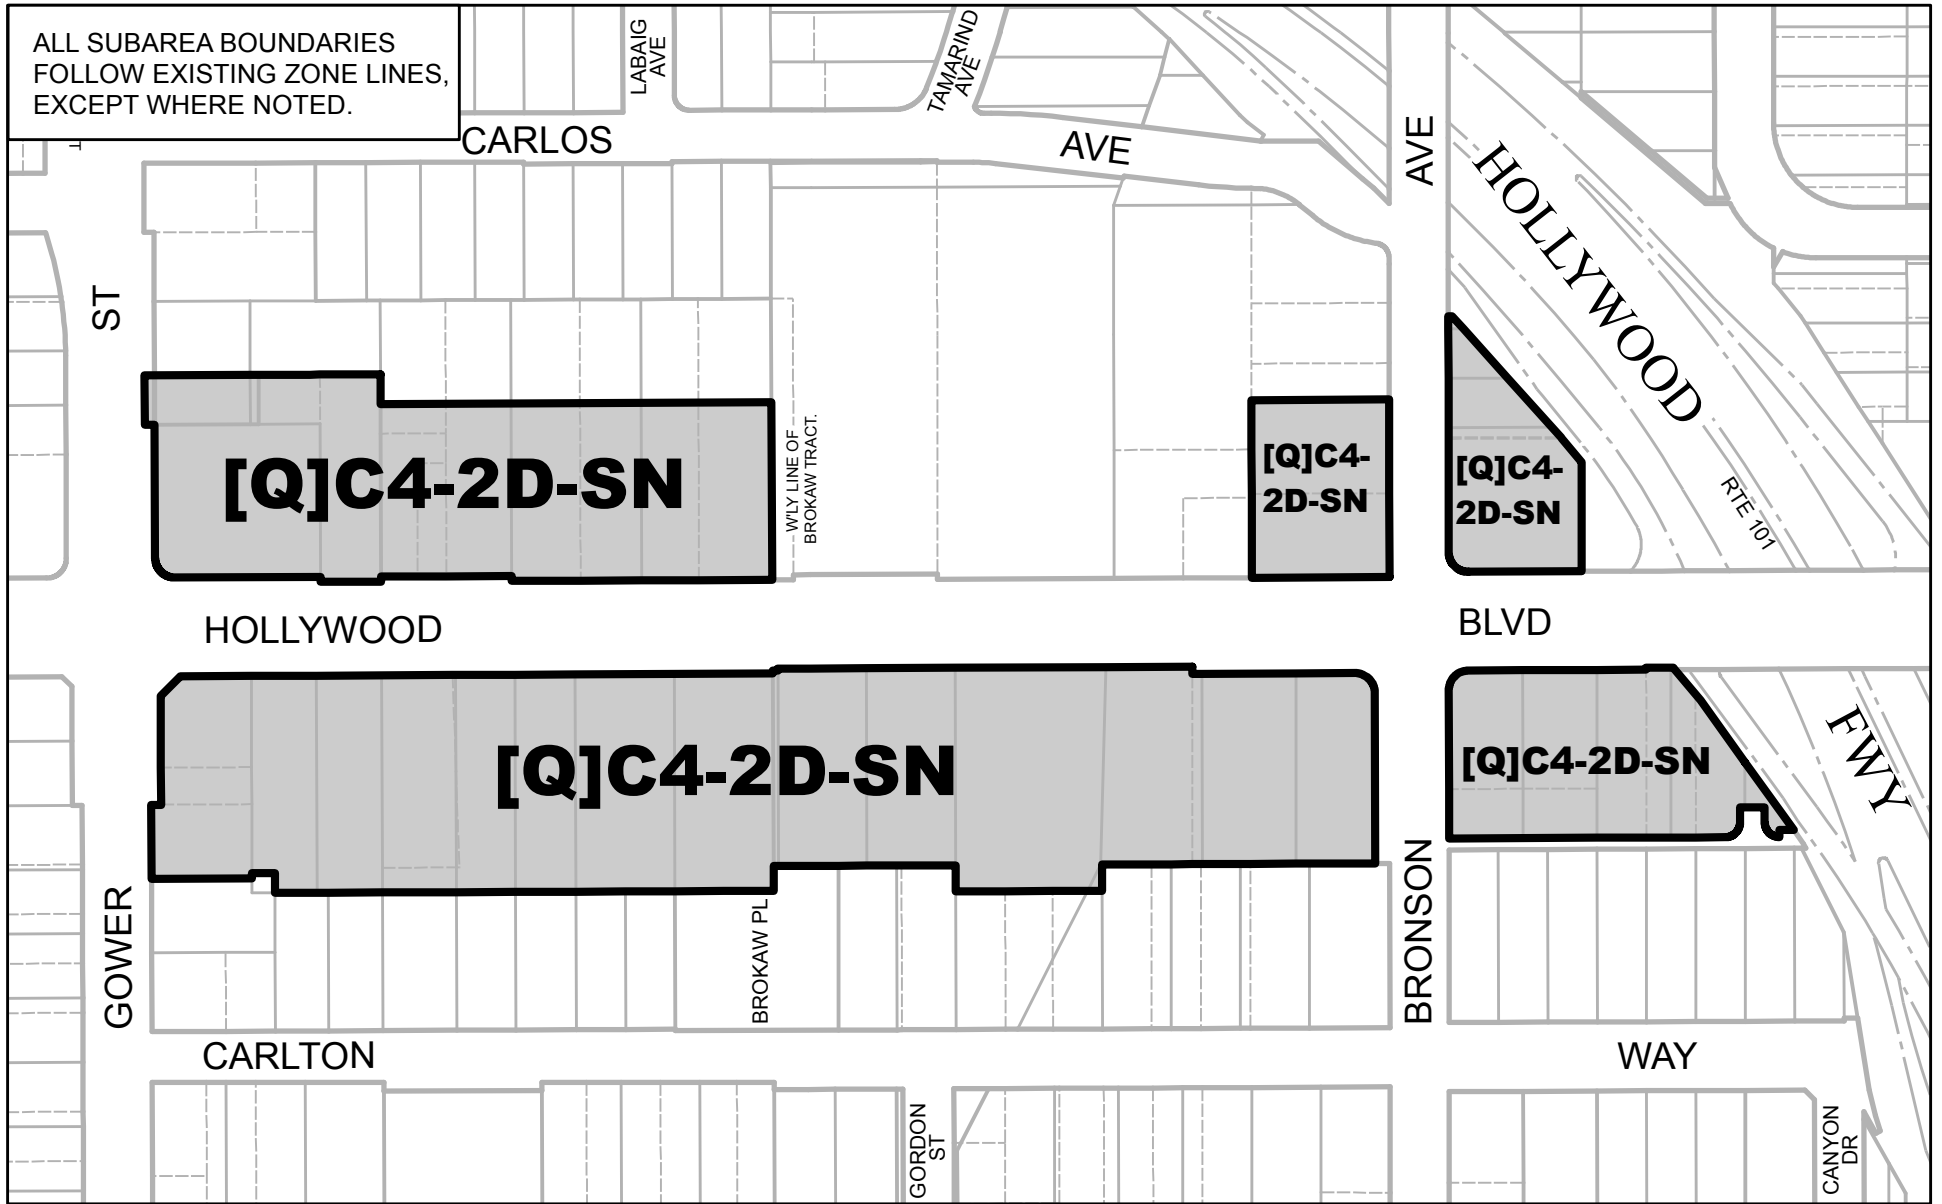 ALL SUBAREA BOUNDARIES
FOLLOW EXISTING ZONE LINES,
EXCEPT WHERE NOTED.
LABAIG
AVE
TAMARIND
AVE
CARLOS
AVE
AVE
HOLLYWOOD
ST
[Q]C4-2D-SN
W'LY LINE OF
BROKAW TRACT.
[Q]C4-
2D-SN
[Q]C4-
2D-SN
RTE 101
HOLLYWOOD
BLVD
[Q]C4-2D-SN
[Q]C4-2D-SN
FWY
GOWER
BROKAW PL
BRONSON
CARLTON
WAY
GORDON
ST
CANYON
DR